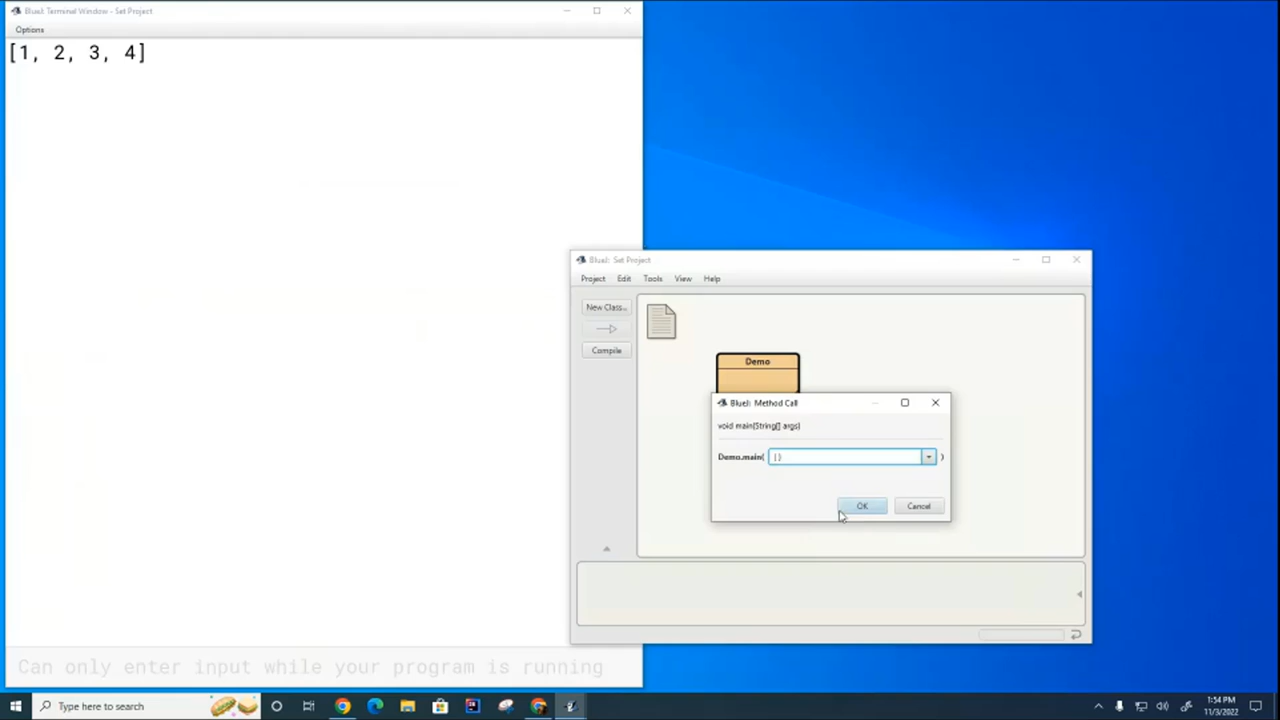 BlueJ: Terminal Window - Set Project
Options
[1, 2, 3, 4]
Can only enter input while your program is running
BlueJ: Set Project
Project Edit Tools View Help
New Class...
Compile
Demo
BlueJ: Method Call
void main(String[] args)
Demo.main( { } )
OK Cancel
Type here to search
1:54 PM
11/3/2022